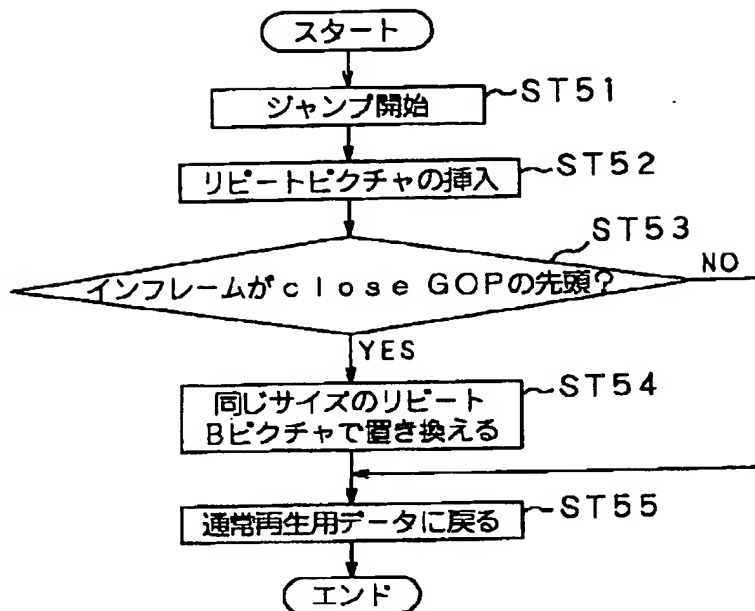 スタート
ジャンプ開始
ST51
リピートピクチャの挿入
ST52
ST53
インフレームがclose GOPの先頭?
NO
YES
同じサイズのリピート
Bピクチャで置き換える
ST54
通常再生用データに戻る
ST55
エンド